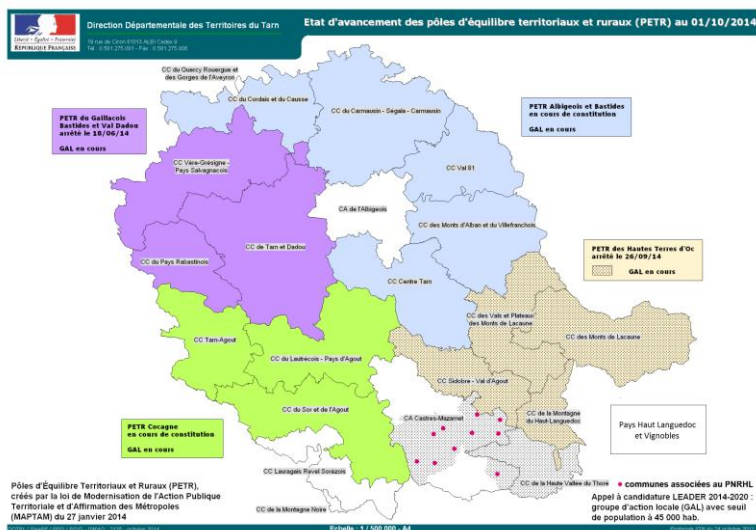 Liberté • Égalité • Fraternité
RÉPUBLIQUE FRANÇAISE
Direction Départementale des Territoires du Tarn
19 rue de Ciron 81013 ALBI Cedex 9
Etat d'avancement des pôles d'équilibre territoriaux et ruraux (PETR) au 01/10/2014
CC du Quercy Rouergue et
des Gorges de l'Aveyron
CC du Cordais et du Causse
CC du Carmausin - Ségala - Carmausin
PETR du Gaillacois
Bastides et Val Dadou
arrêté le 18/06/14
GAL en cours
PETR Albigeois et Bastides
en cours de constitution
GAL en cours
CC Vère-Grésigne -
Pays Salvagnacois
CC Val 81
CA de l'Albigeois
CC des Monts d'Alban et du Villefranchois
CC de Tarn et Dadou
CC du Pays Rabastinois
CC Centre Tarn
PETR des Hautes Terres d'Oc
arrêté le 26/09/14
GAL en cours
CC des Vals et Plateaux
des Monts de Lacaune
CC des Monts de Lacaune
CC Tarn-Agout
CC du Lautrécois - Pays d'Agout
CC Sidobre - Val d'Agout
CC du Sor et de l'Agout
CA Castres-Mazamet
CC de la Montagne
du Haut-Languedoc
Pays Haut Languedoc
et Vignobles
PETR Cocagne
en cours de constitution
GAL en cours
CC Lauragais Revel Sorézois
CC de la Haute Vallée du Thoré
CC de la Montagne Noire
communes associées au PNRHL
Pôles d'Équilibre Territoriaux et Ruraux (PETR),
créés par la loi de Modernisation de l'Action Publique
Territoriale et d'Affirmation des Métropoles
(MAPTAM) du 27 janvier 2014
Appel à candidature LEADER 2014-2020 :
groupe d'action locale (GAL) avec seuil
de population à 45 000 hab.
Echelle : 1 / 500 000 - A4